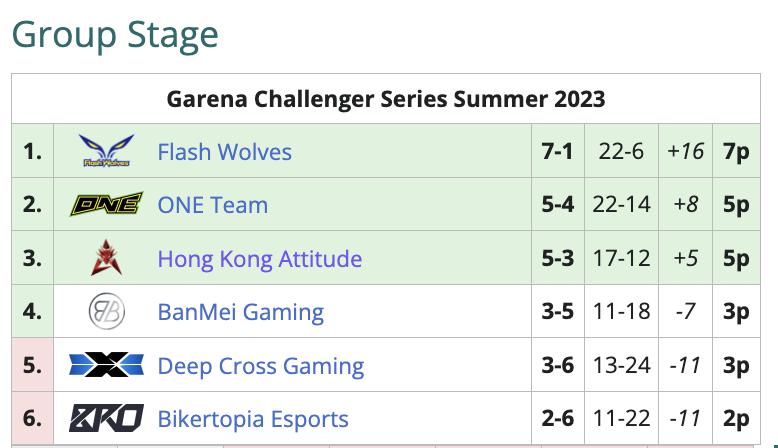 Group Stage
Garena Challenger Series Summer 2023
1. Flash Wolves Flash Wolves 7-1 22-6 +16 7p
2. ONE ONE Team 5-4 22-14 +8 5p
3. Hong Kong Attitude 5-3 17-12 +5 5p
4. BanMei Gaming 3-5 11-18 -7 3p
5. Deep Cross Gaming 3-6 13-24 -11 3p
6. BKO Bikertopia Esports 2-6 11-22 -11 2p